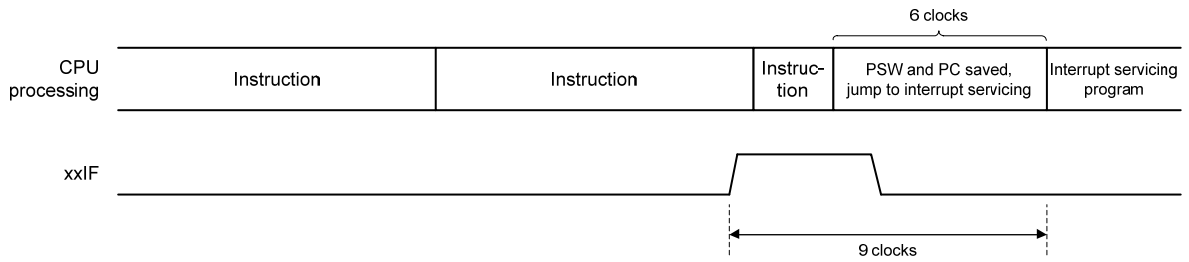 6 clocks
CPU
processing
Instruction
Instruction
Instruc-
tion
PSW and PC saved,
jump to interrupt servicing
Interrupt servicing
program
xxIF
9 clocks